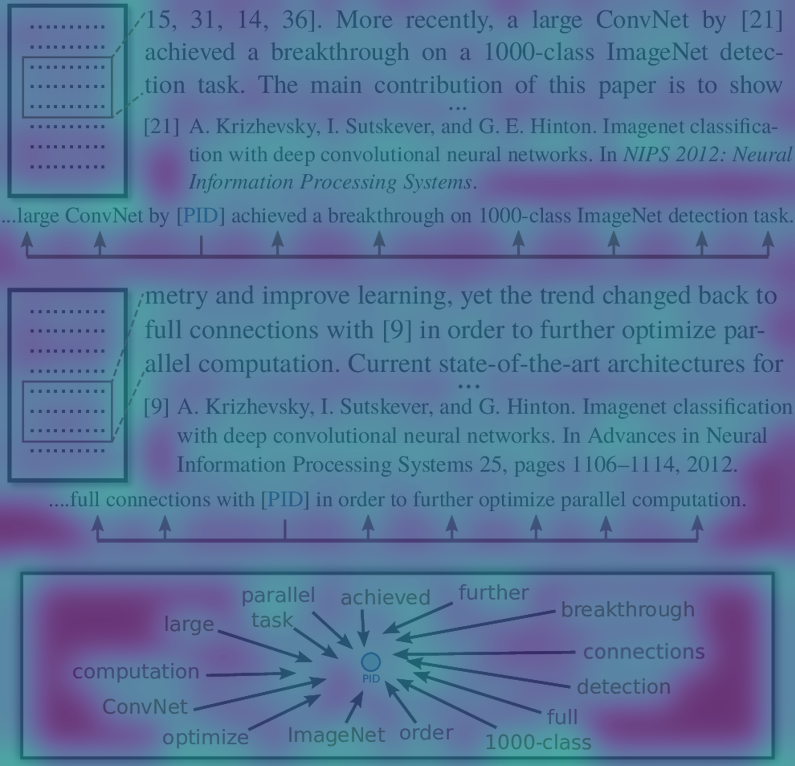 15, 31, 14, 36]. More recently, a large ConvNet by [21]
achieved a breakthrough on a 1000-class ImageNet detec-
tion task. The main contribution of this paper is to show
...
[21] A. Krizhevsky, I. Sutskever, and G. E. Hinton. Imagenet classifica-
tion with deep convolutional neural networks. In NIPS 2012: Neural
Information Processing Systems.
...large ConvNet by [PID] achieved a breakthrough on 1000-class ImageNet detection task.
metry and improve learning, yet the trend changed back to
full connections with [9] in order to further optimize par-
allel computation. Current state-of-the-art architectures for
...
[9] A. Krizhevsky, I. Sutskever, and G. Hinton. Imagenet classification
with deep convolutional neural networks. In Advances in Neural
Information Processing Systems 25, pages 1106–1114, 2012.
....full connections with [PID] in order to further optimize parallel computation.
parallel
achieved
further
task
large
breakthrough
connections
computation
PID
detection
ConvNet
full
optimize
ImageNet
order
1000-class